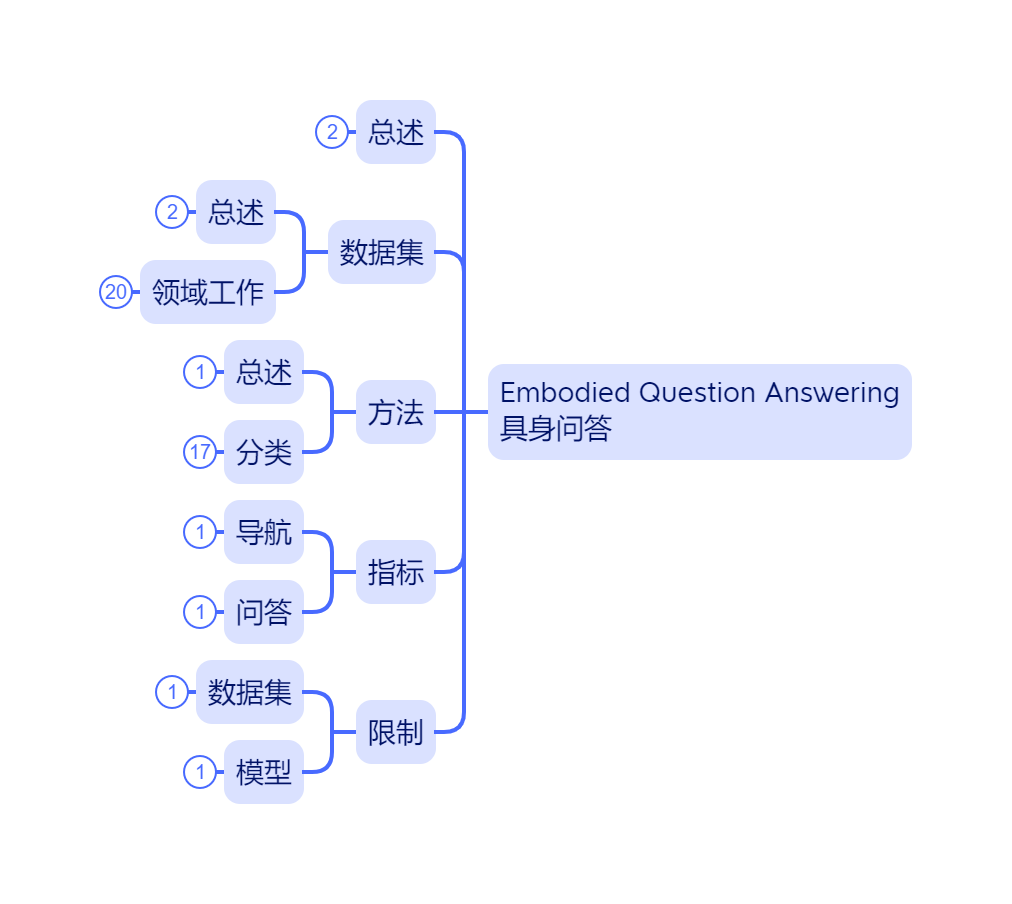 2
总述
2
总述
数据集
20
领域工作
1
总述
方法
17
分类
Embodied Question Answering
具身问答
1
导航
指标
1
问答
1
数据集
限制
1
模型